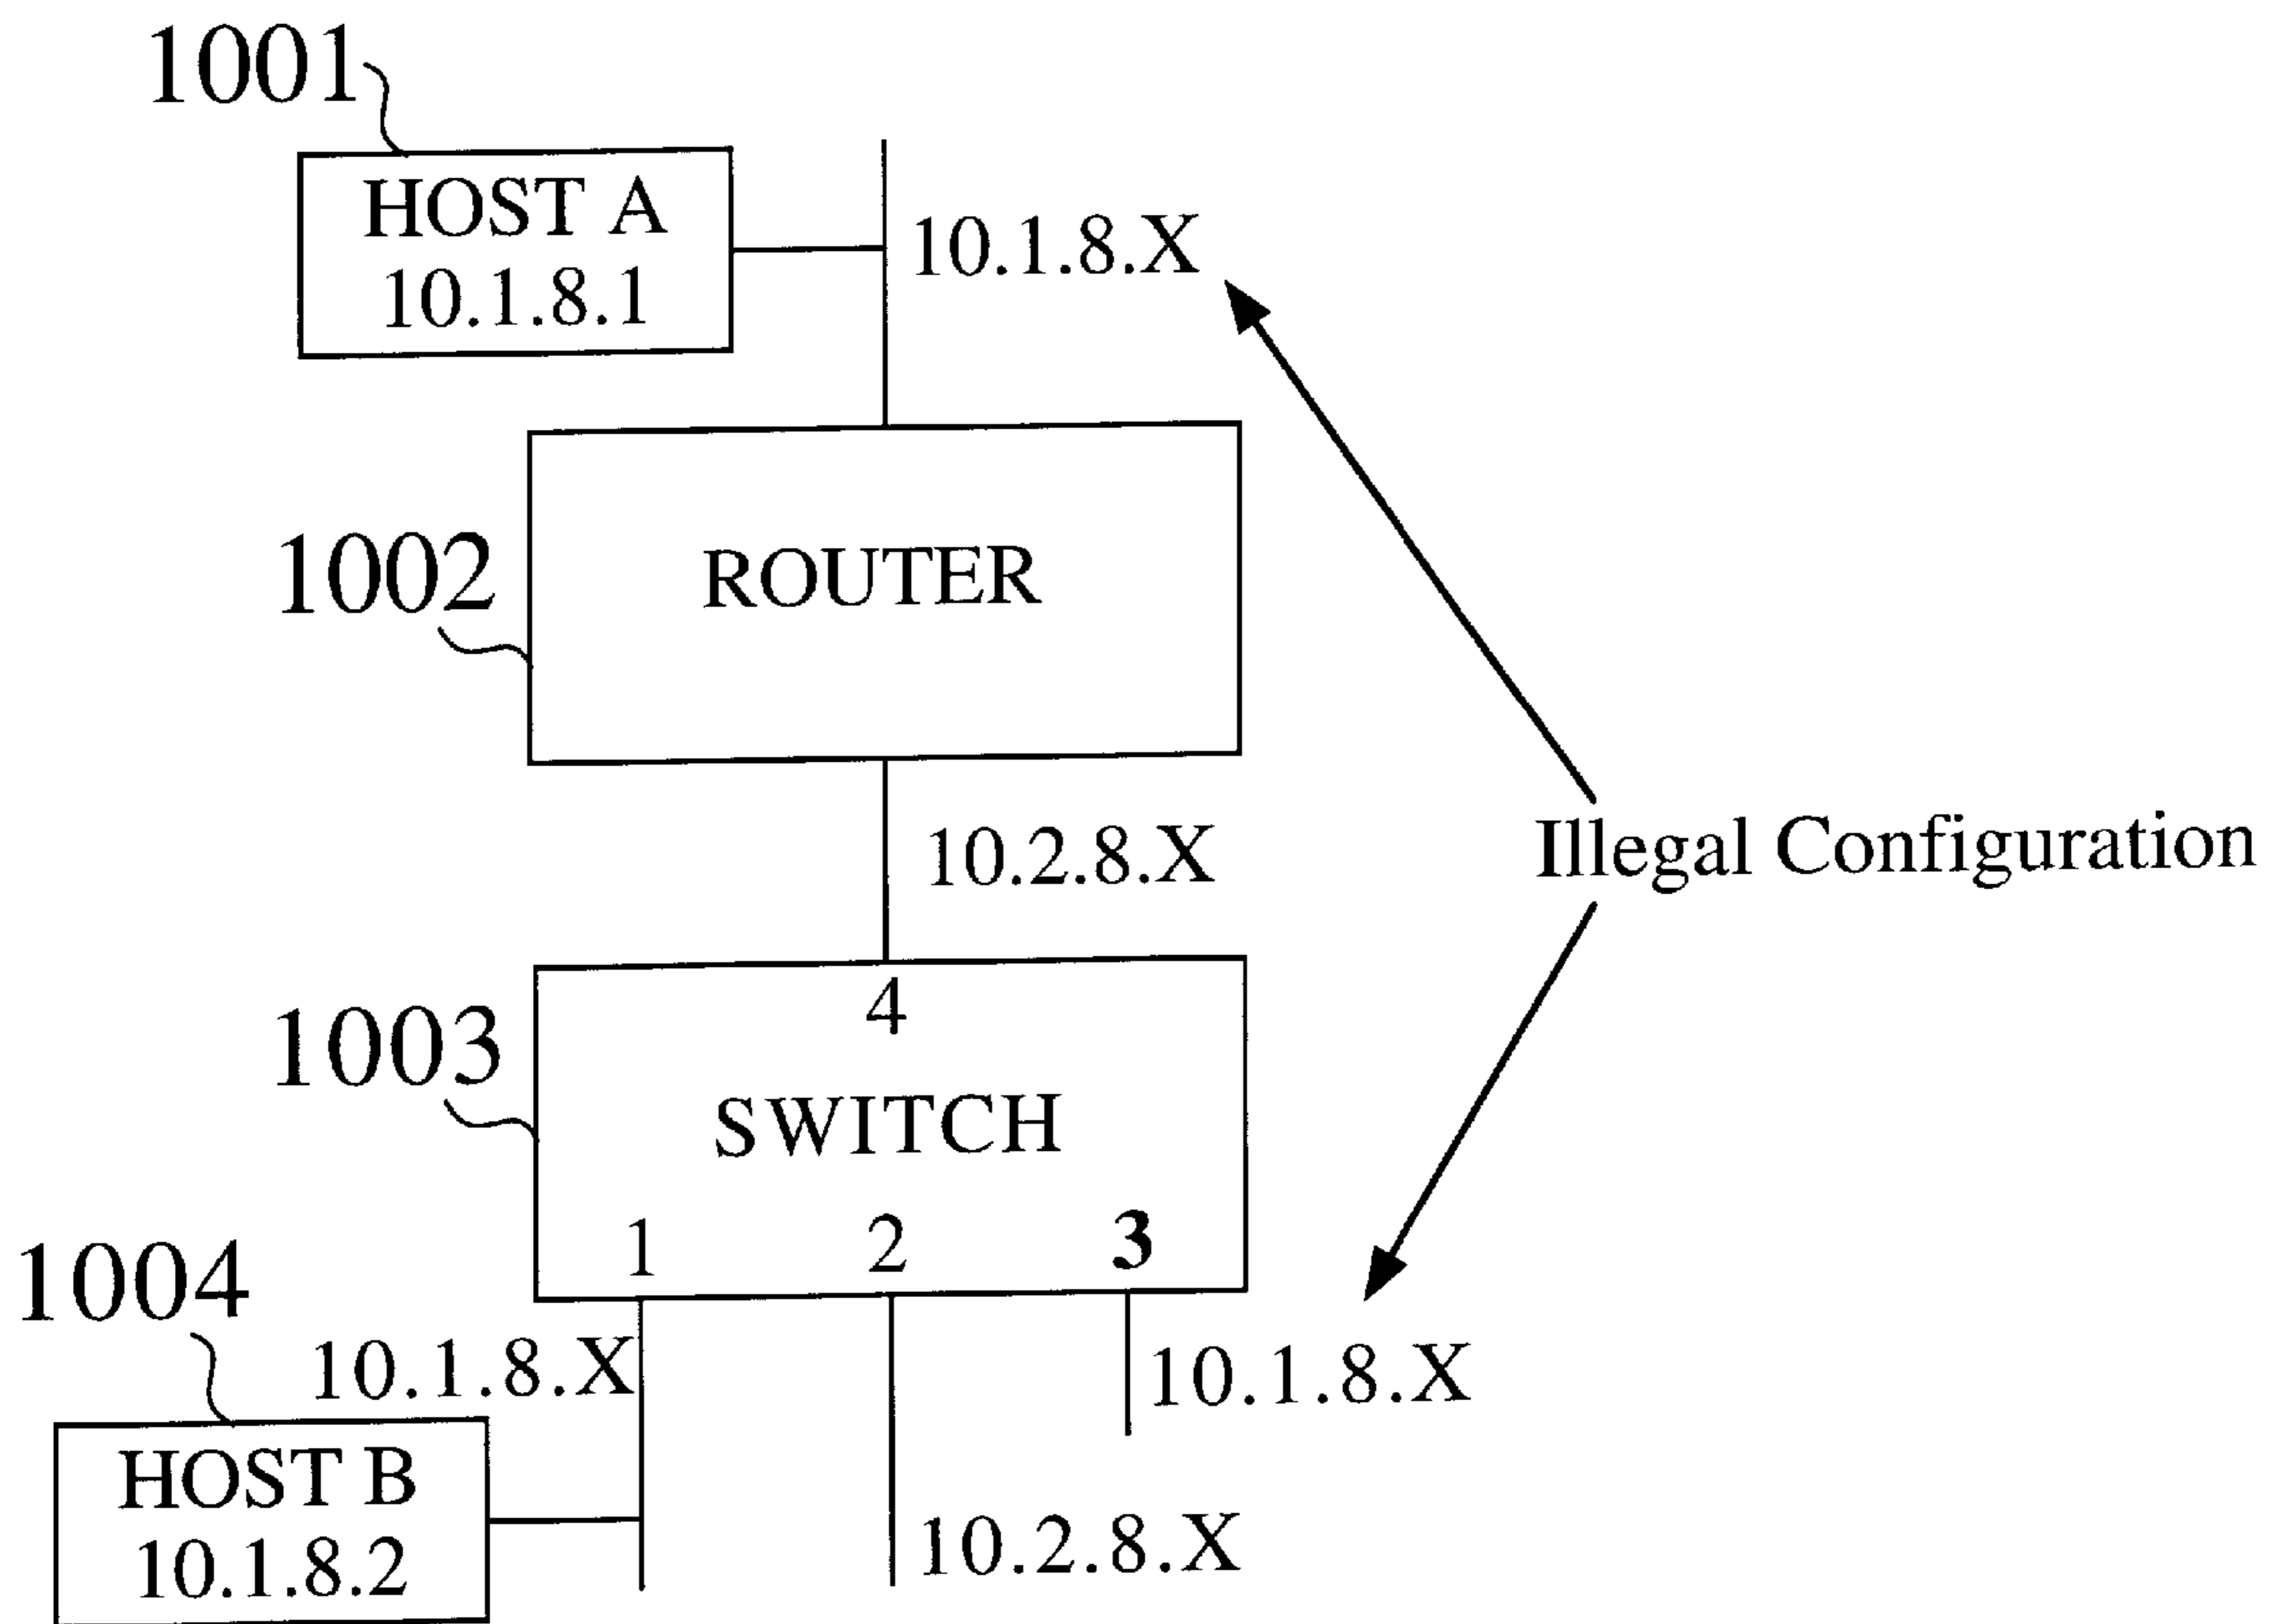 1001
HOST A
10.1.8.1
10.1.8.X
1002
ROUTER
10.2.8.X
Illegal Configuration
1003
4
SWITCH
1 2 3
1004
10.1.8.X
10.1.8.X
HOST B
10.1.8.2
10.2.8.X